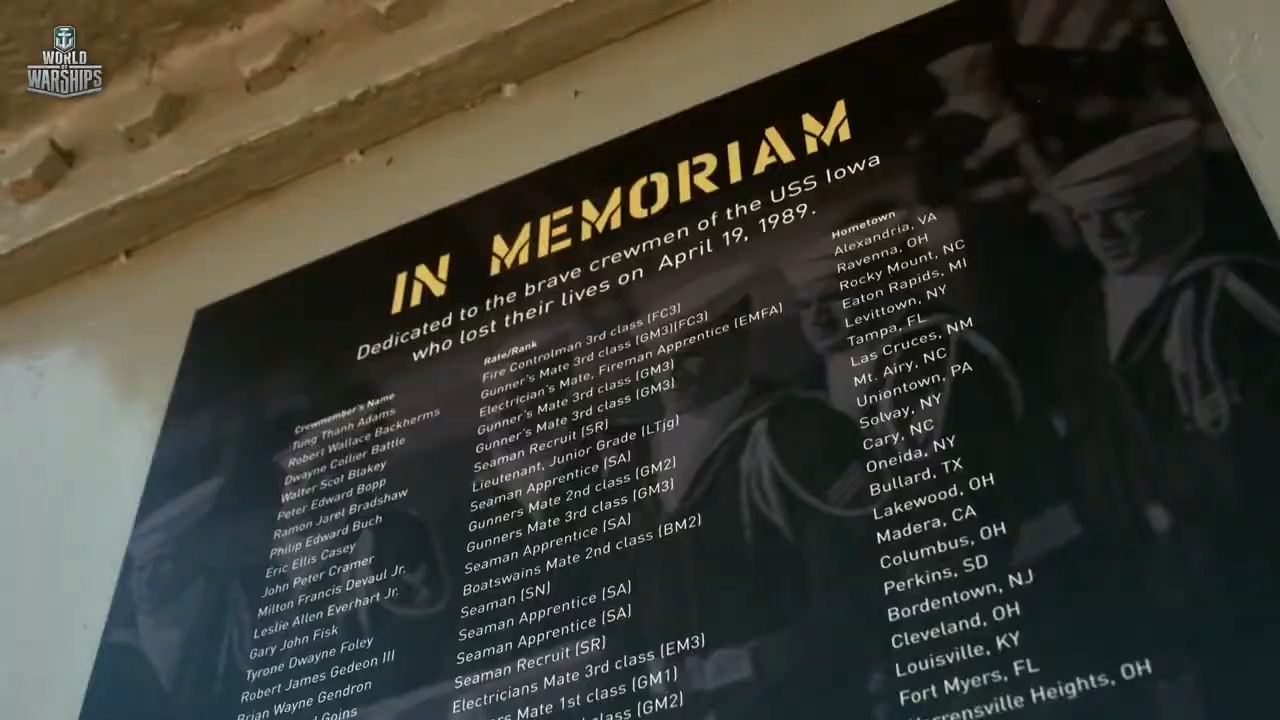 WORLD OF WARSHIPS
IN MEMORIAM
Dedicated to the brave crewmen of the USS Iowa
who lost their lives on April 19, 1989.
Crewmember's Name
Tung Thanh Adams
Robert Wallace Backherms
Dwayne Collier Battle
Walter Scot Blakey
Peter Edward Bopp
Ramon Jarel Bradshaw
Philip Edward Buch
Eric Ellis Casey
John Peter Cramer
Milton Francis Devaul Jr.
Leslie Allen Everhart Jr.
Gary John Fisk
Tyrone Dwayne Foley
Robert James Gedeon III
Brian Wayne Gendron
Goins
Rate/Rank
Fire Controlman 3rd class (FC3)
Gunner's Mate 3rd class (GM3)(FC3)
Electrician's Mate, Fireman Apprentice (EMFA)
Gunner's Mate 3rd class (GM3)
Gunner's Mate 3rd class (GM3)
Seaman Recruit (SR)
Lieutenant, Junior Grade (LTjg)
Seaman Apprentice (SA)
Gunners Mate 2nd class (GM2)
Gunners Mate 3rd class (GM3)
Seaman Apprentice (SA)
Boatswains Mate 2nd class (BM2)
Seaman (SN)
Seaman Apprentice (SA)
Seaman Apprentice (SA)
Seaman Recruit (SR)
Electricians Mate 3rd class (EM3)
Mate 1st class (GM1)
class (GM2)
Hometown
Alexandria, VA
Ravenna, OH
Rocky Mount, NC
Eaton Rapids, MI
Levittown, NY
Tampa, FL
Las Cruces, NM
Mt. Airy, NC
Uniontown, PA
Solvay, NY
Cary, NC
Oneida, NY
Bullard, TX
Lakewood, OH
Madera, CA
Columbus, OH
Perkins, SD
Bordentown, NJ
Cleveland, OH
Louisville, KY
Fort Myers, FL
Heights, OH